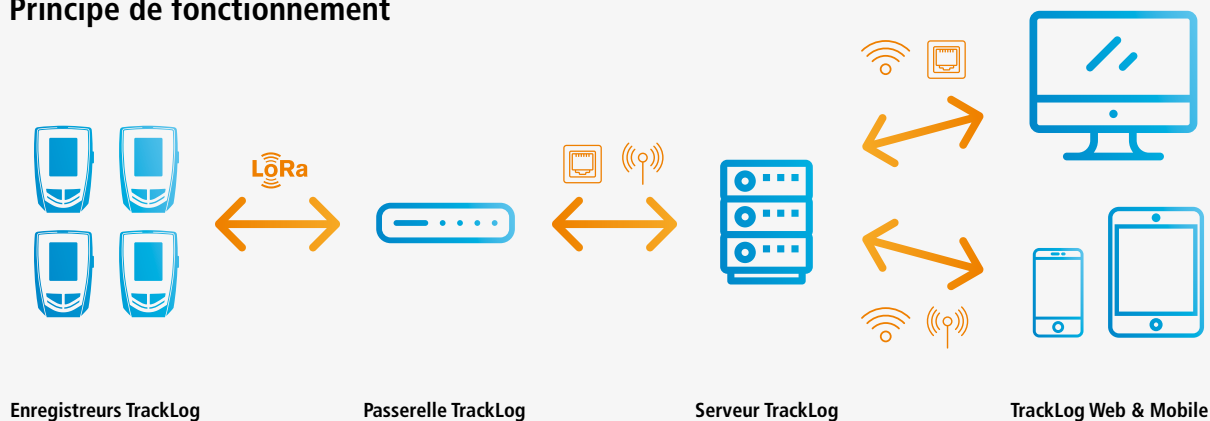 Principe de fonctionnement
LoRa
Enregistreurs TrackLog
Passerelle TrackLog
Serveur TrackLog
TrackLog Web & Mobile